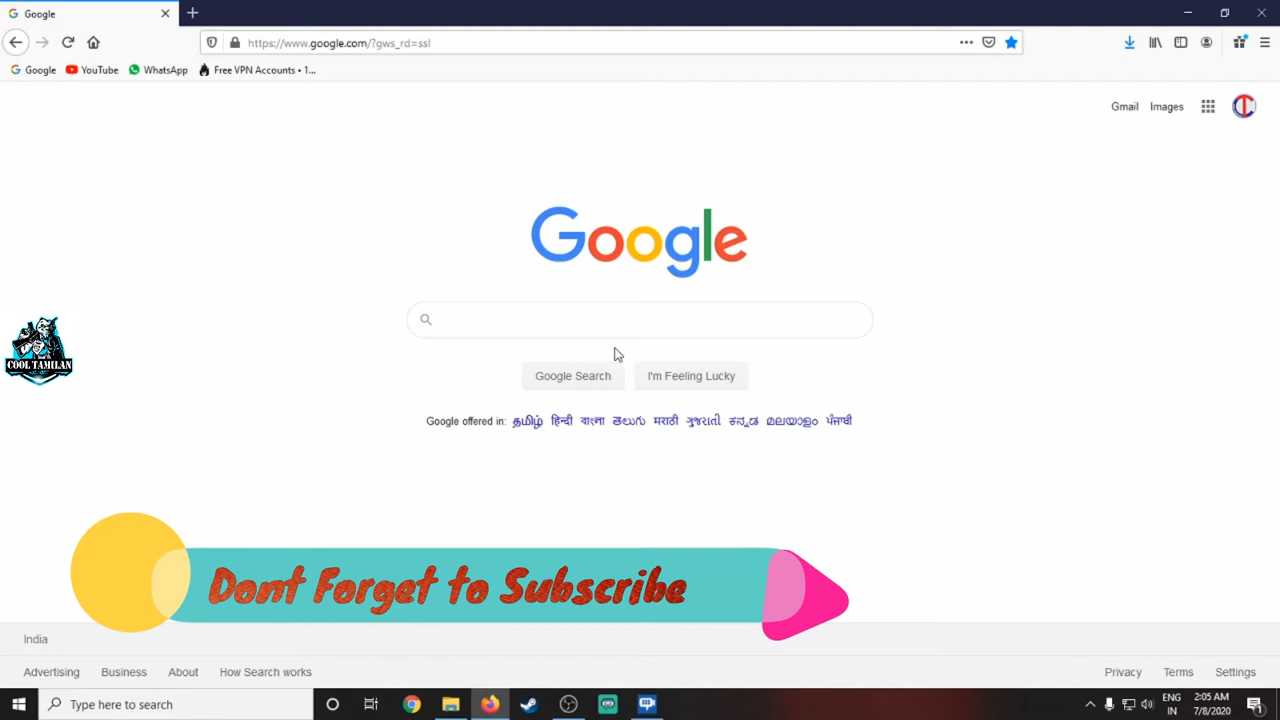 Google
https://www.google.com/?gws_rd=ssl
Google YouTube WhatsApp Free VPN Accounts • 1...
Gmail Images
Google
COOL TAMILAN
Google Search I'm Feeling Lucky
Google offered in: தமிழ் हिन्दी বাংলা తెలుగు मराठी ગુજરાતી ಕನ್ನಡ മലയാളം ਪੰਜਾਬੀ
Dont Forget to Subscribe
India
Advertising Business About How Search works Privacy Terms Settings
Type here to search
ENG
IN
2:05 AM
7/8/2020
1